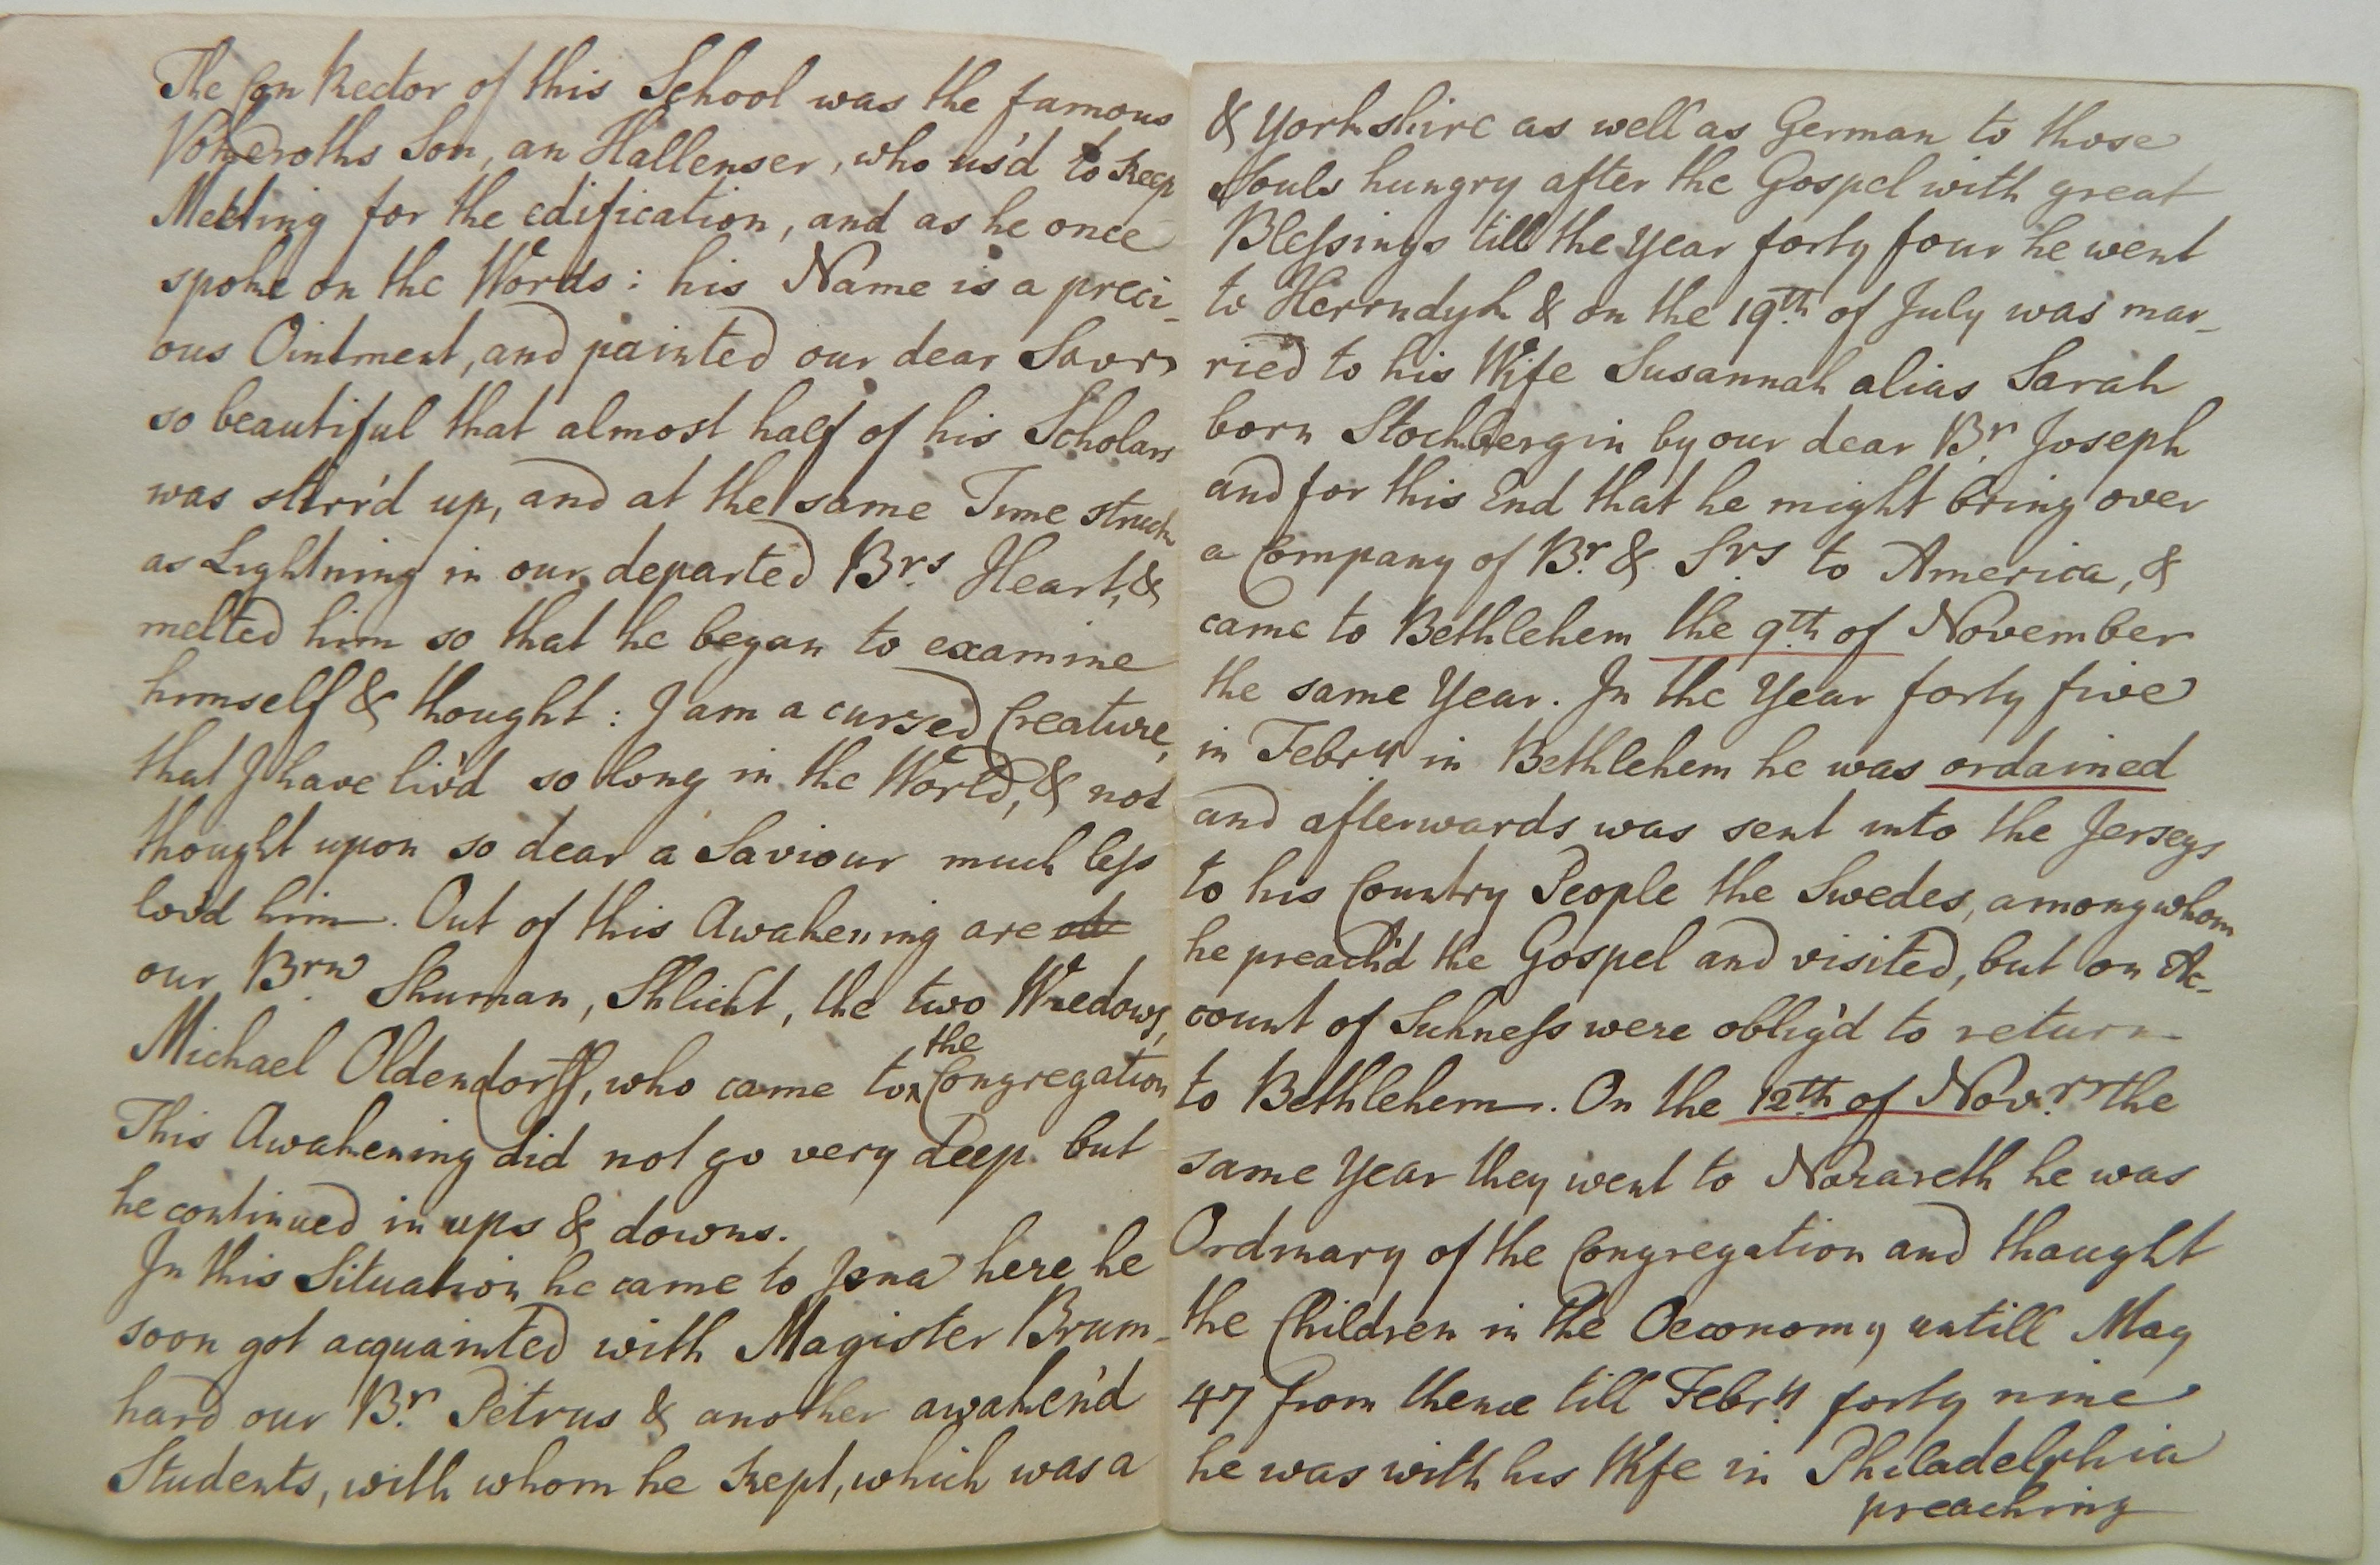 The Con Rector of this School was the famous
Vokeroths Son, an Hallenser, who us'd to keep
Meeting for the edification, and as he once
spoke on the Words: his Name is a preci-
ous Ointment, and painted our dear Savr
so beautiful that almost half of his Scholars
was stirr'd up, and at the same Time struck
as Lightning in our departed Brs Heart, &
melted him so that he began to examine
himself & thought: I am a cursed Creature,
that I have liv'd so long in the World, & not
thought upon so dear a Saviour much less
lov'd him. Out of this Awakening are
our Brn Shuman, Shlicht, the two Wredows,
Michael Oldendorff, who came to the Congregation
This Awakening did not go very deep but
he continued in ups & downs.
In this Situation he came to Jena here he
soon got acquainted with Magister Brum-
hard our Br. Petrus & another awaken'd
Students, with whom he kept, which was a
& Yorkshire as well as German to those
Souls hungry after the Gospel with great
Blessings till the Year forty four he went
to Herrndyk & on the 19th of July was mar-
ried to his Wife Susannah alias Sarah
born Stockbergin by our dear Br. Joseph
and for this End that he might bring over
a Company of Br. & Srs to America, &
came to Bethlehem the 9th of November
the same Year. In the Year forty five
in Febry in Bethlehem he was ordained
and afterwards was sent into the Jerseys
to his Country People the Swedes, among whom
he preach'd the Gospel and visited, but on Ac-
count of Sickness were oblig'd to return
to Bethlehem. On the 12th of Novr. the
same Year they went to Nazareth he was
Ordinary of the Congregation and thaught
the Children in the Oeconomy untill May
47 from thence till Febry forty nine
he was with his Wife in Philadelphia
preaching